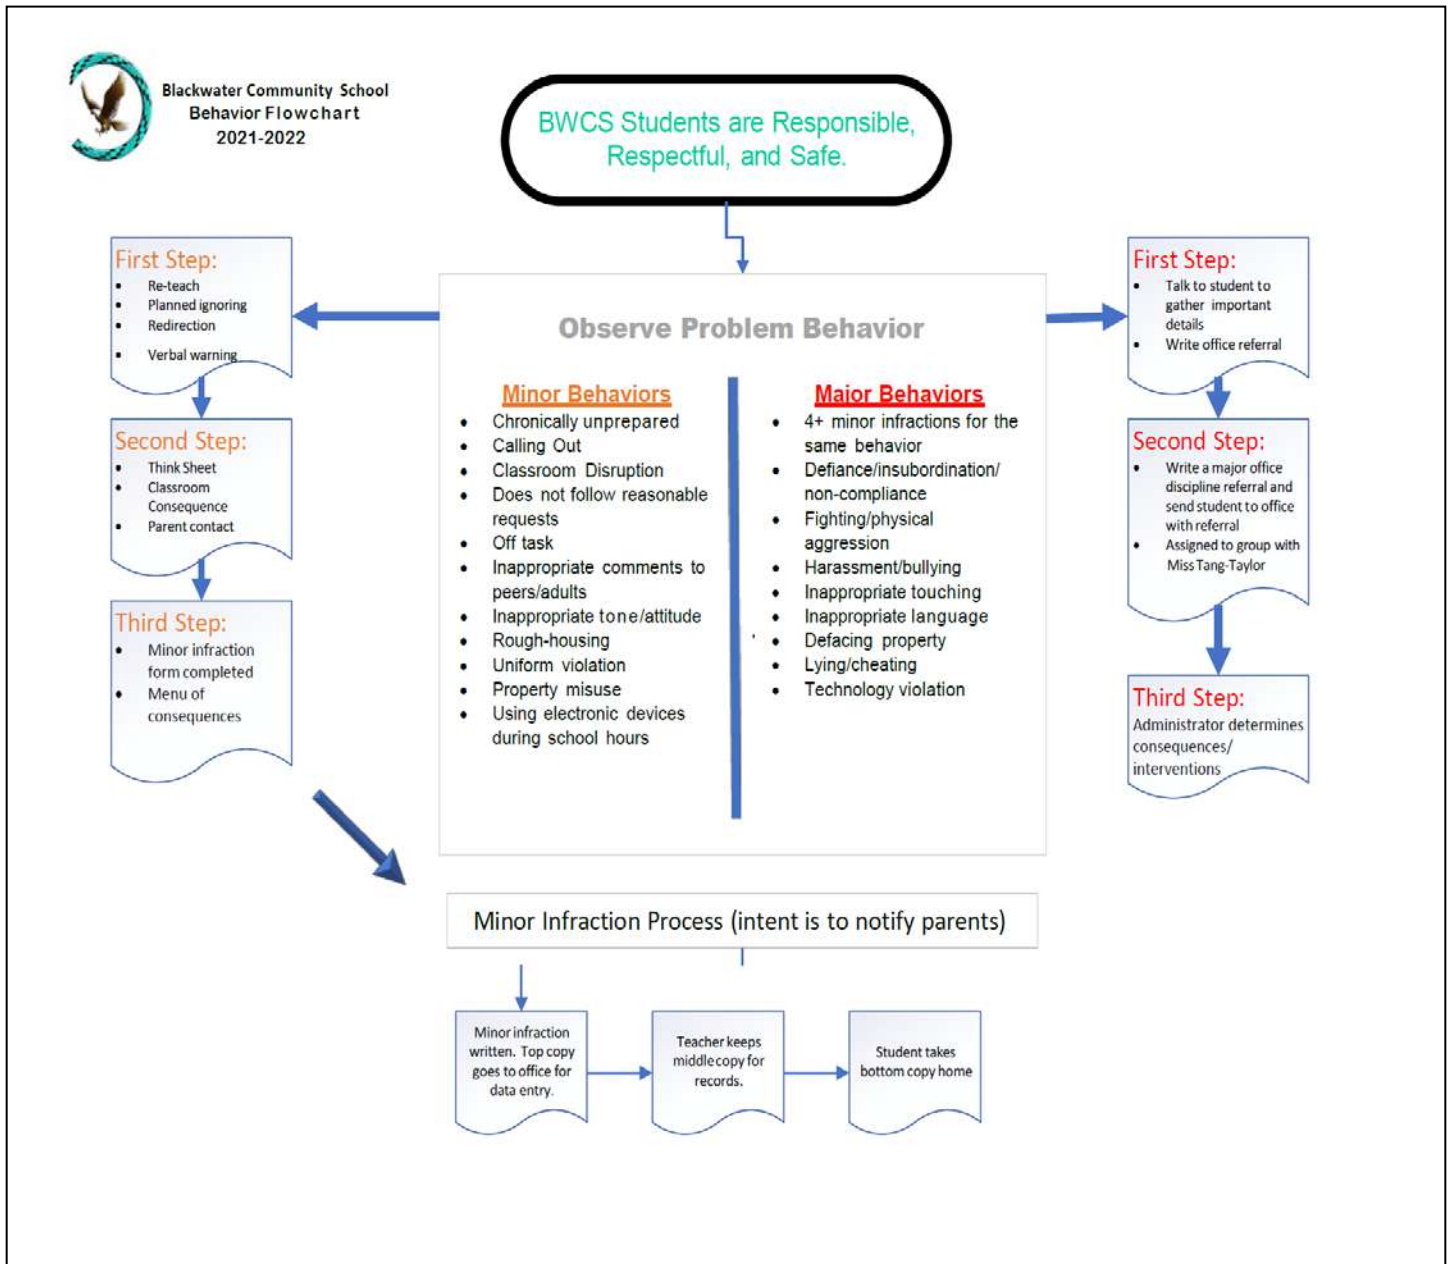 Blackwater Community School
Behavior Flowchart
2021-2022
BWCS Students are Responsible,
Respectful, and Safe.
First Step:
• Re-teach
• Planned ignoring
• Redirection
• Verbal warning
Second Step:
• Think Sheet
• Classroom
Consequence
• Parent contact
Third Step:
• Minor infraction
form completed
• Menu of
consequences
Observe Problem Behavior
Minor Behaviors
• Chronically unprepared
• Calling Out
• Classroom Disruption
• Does not follow reasonable
requests
• Off task
• Inappropriate comments to
peers/adults
• Inappropriate tone/attitude
• Rough-housing
• Uniform violation
• Property misuse
• Using electronic devices
during school hours
Major Behaviors
• 4+ minor infractions for the
same behavior
• Defiance/insubordination/
non-compliance
• Fighting/physical
aggression
• Harassment/bullying
• Inappropriate touching
• Inappropriate language
• Defacing property
• Lying/cheating
• Technology violation
First Step:
• Talk to student to
gather important
details
• Write office referral
Second Step:
• Write a major office
discipline referral and
send student to office
with referral
• Assigned to group with
Miss Tang-Taylor
Third Step:
Administrator determines
consequences/
interventions
Minor Infraction Process (intent is to notify parents)
Minor infraction
written. Top copy
goes to office for
data entry.
Teacher keeps
middle copy for
records.
Student takes
bottom copy home